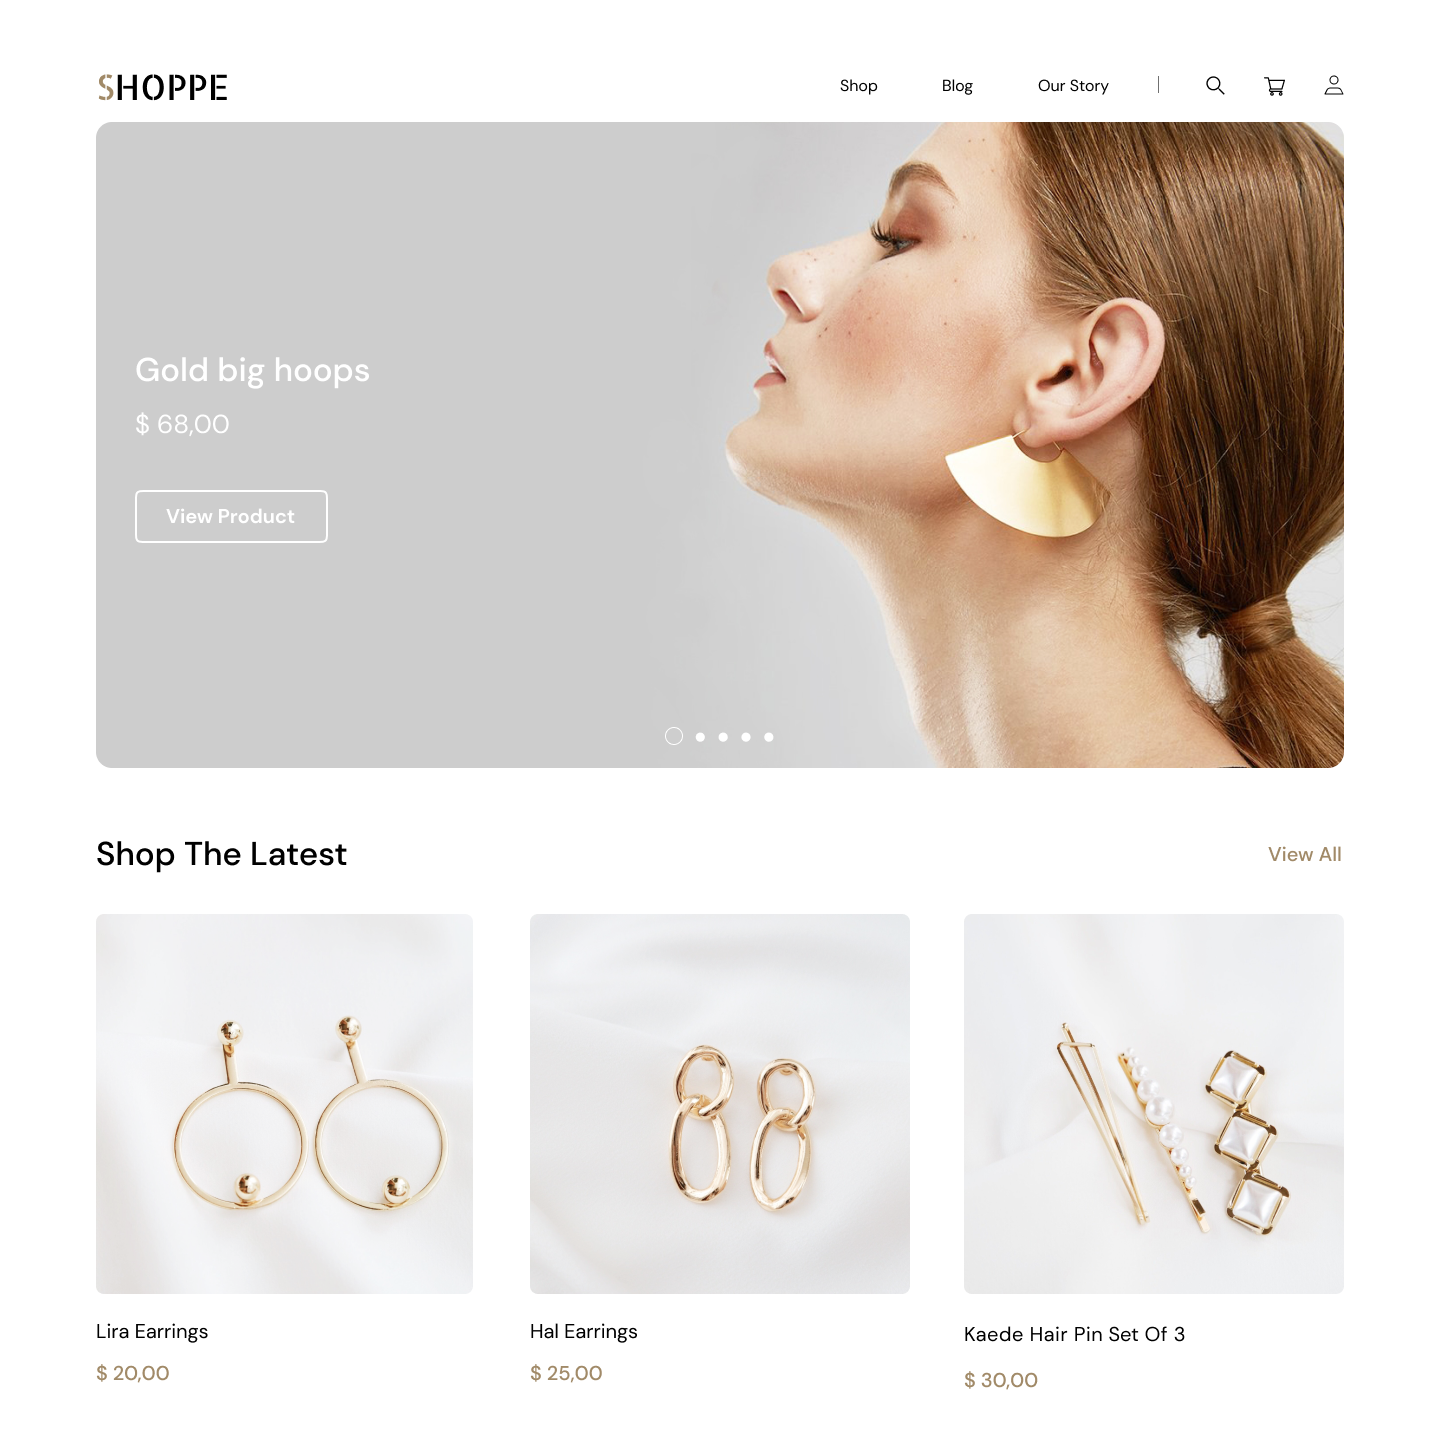 SHOPPE
Shop
Blog
Our Story
Gold big hoops
$ 68,00
View Product
Shop The Latest
View All
Lira Earrings
$ 20,00
Hal Earrings
$ 25,00
Kaede Hair Pin Set Of 3
$ 30,00